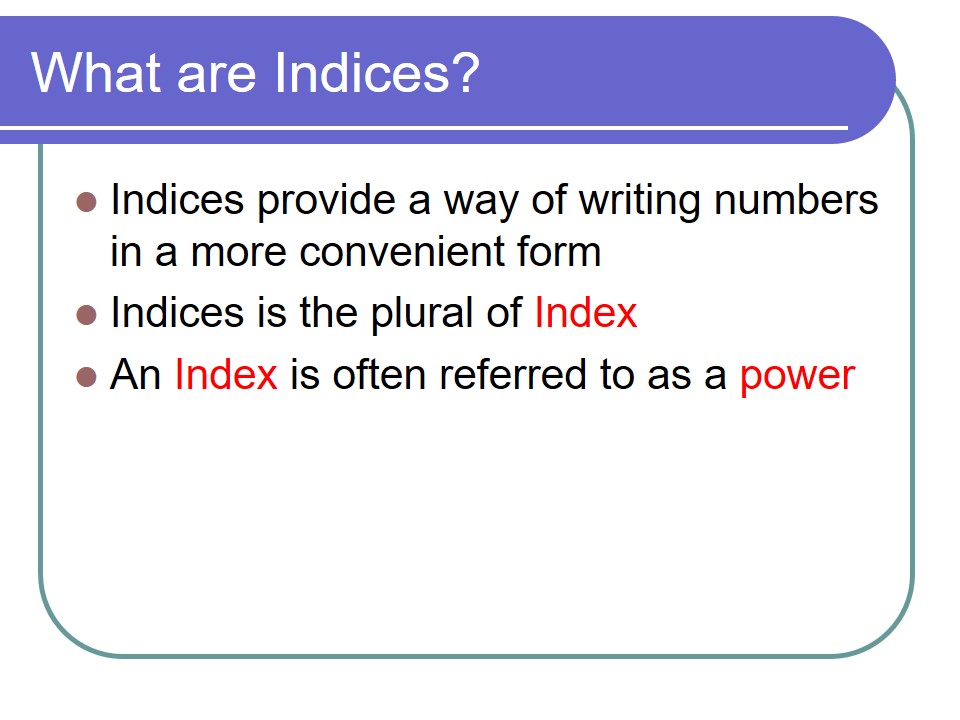 What are Indices?
Indices provide a way of writing numbers
in a more convenient form
Indices is the plural of Index
An Index is often referred to as a power